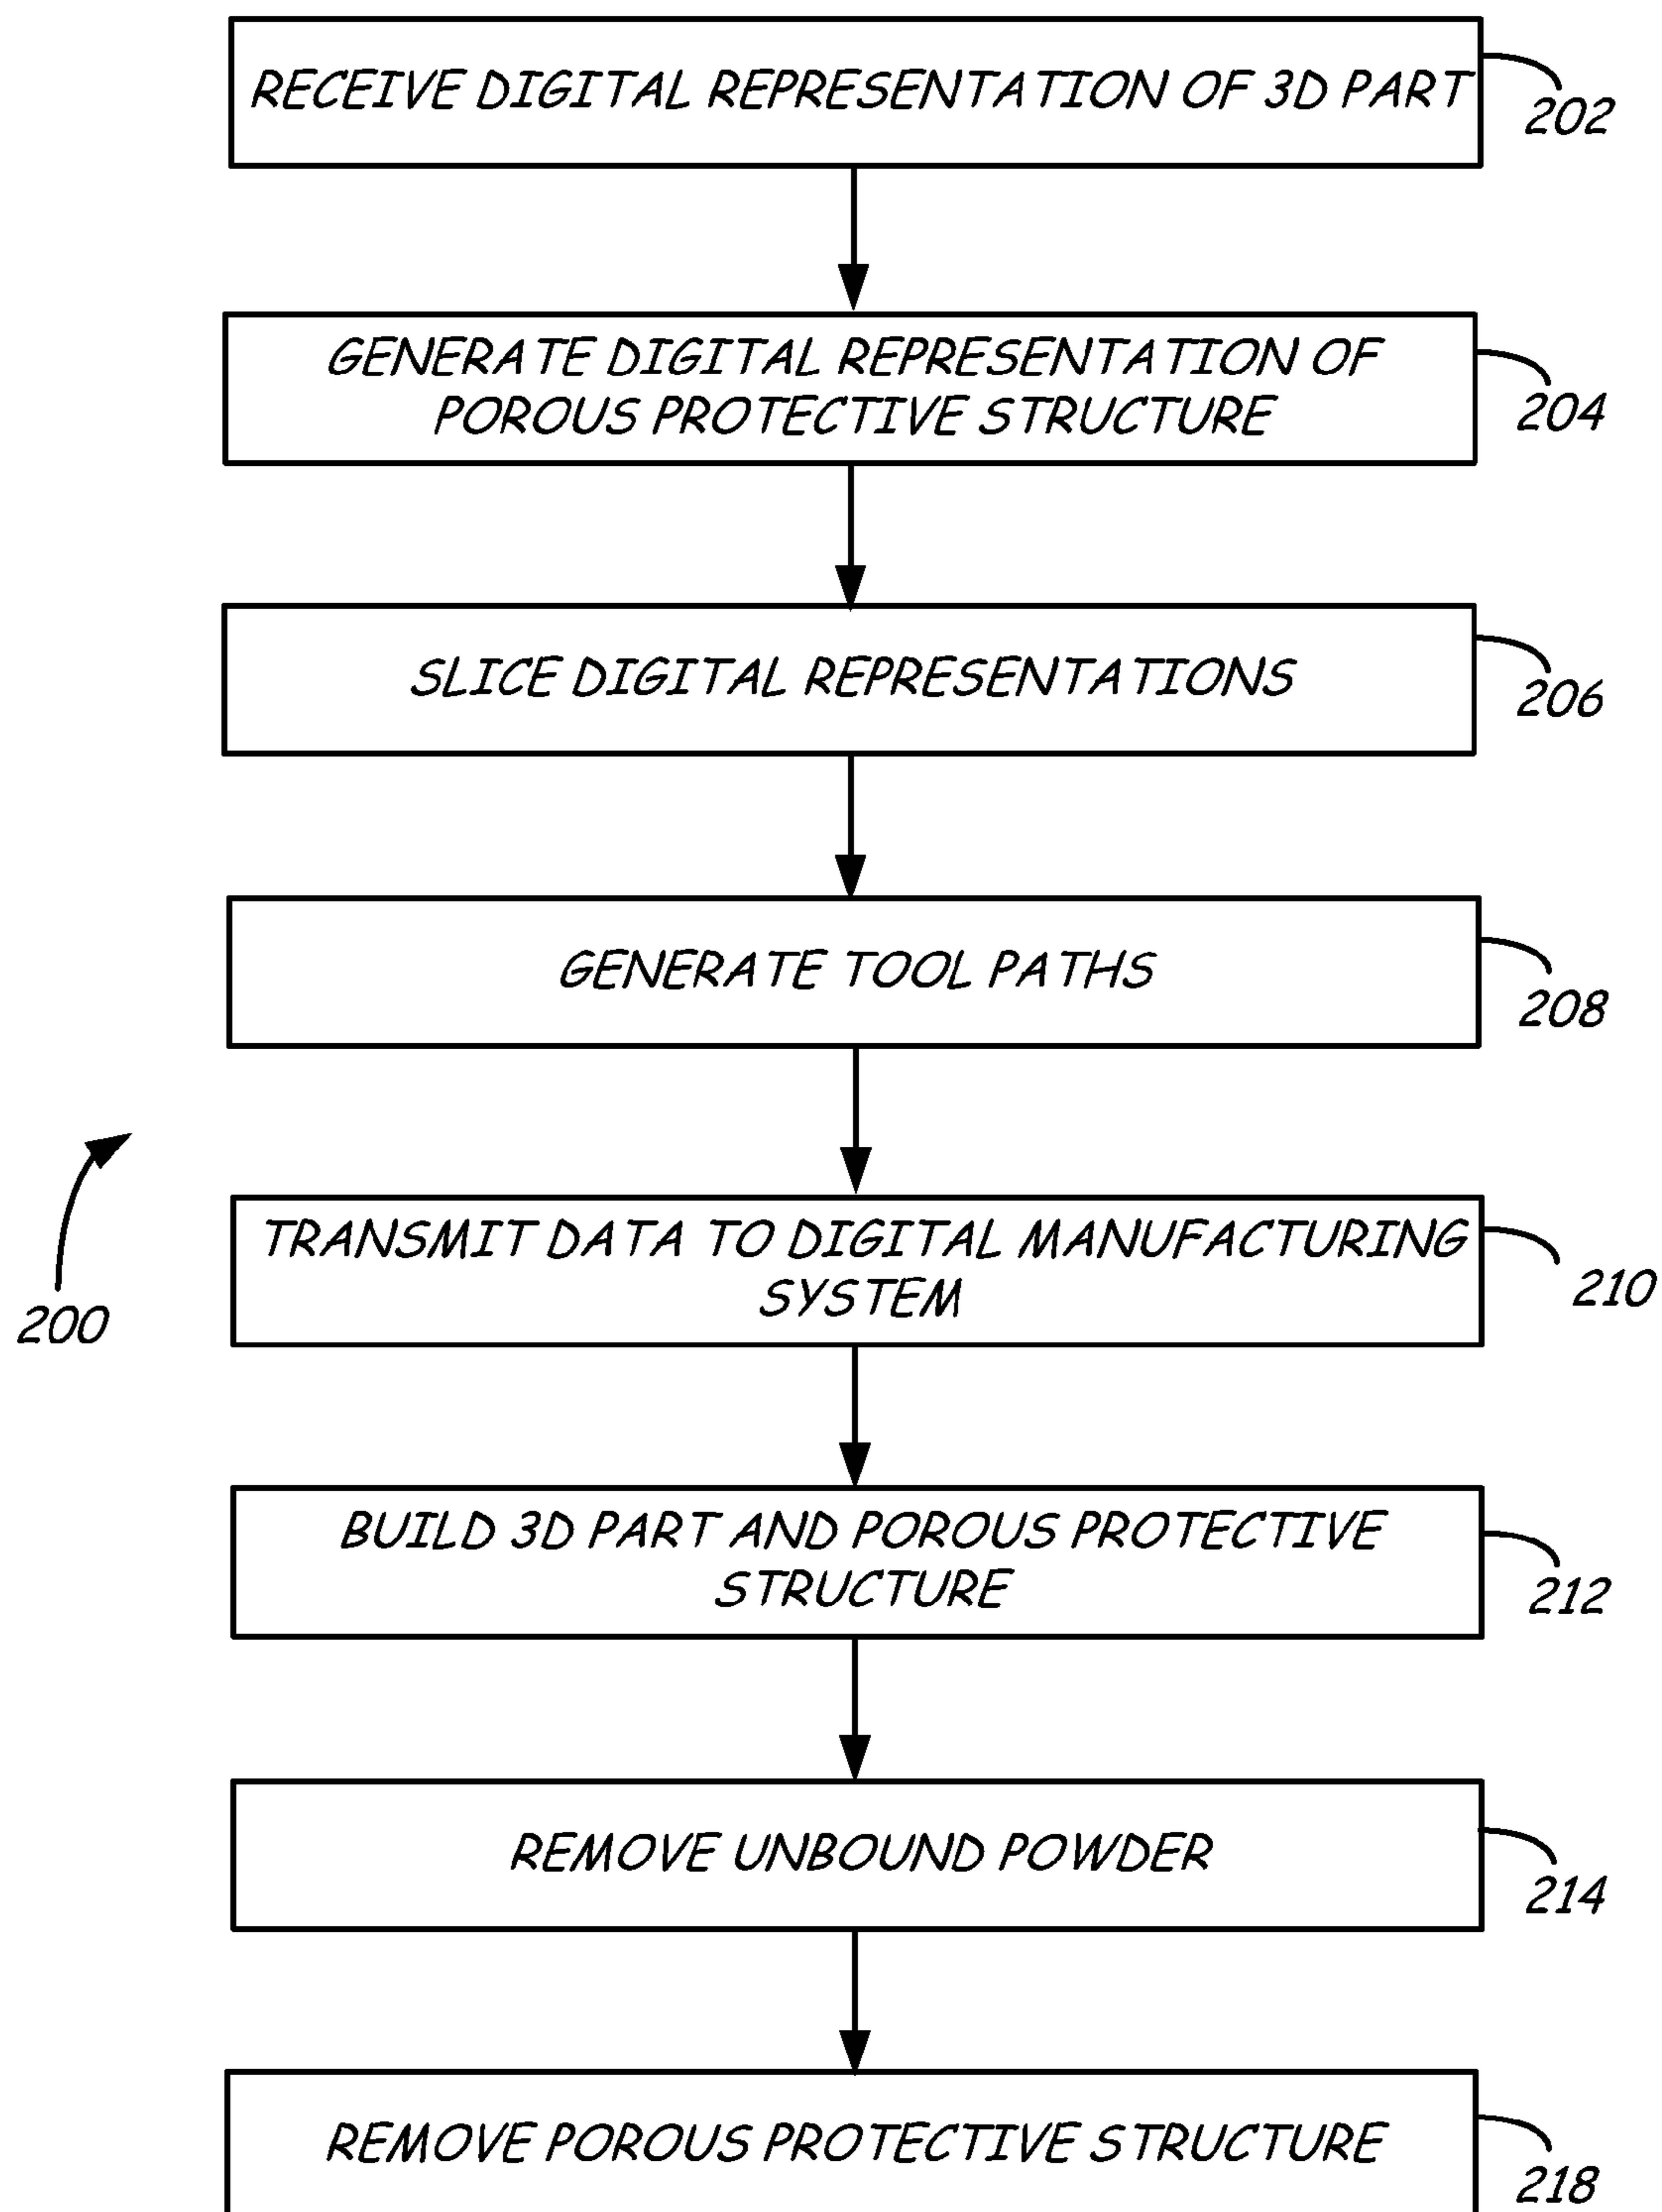 RECEIVE DIGITAL REPRESENTATION OF 3D PART
202
GENERATE DIGITAL REPRESENTATION OF
POROUS PROTECTIVE STRUCTURE
204
SLICE DIGITAL REPRESENTATIONS
206
GENERATE TOOL PATHS
208
TRANSMIT DATA TO DIGITAL MANUFACTURING
SYSTEM
210
200
BUILD 3D PART AND POROUS PROTECTIVE
STRUCTURE
212
REMOVE UNBOUND POWDER
214
REMOVE POROUS PROTECTIVE STRUCTURE
218